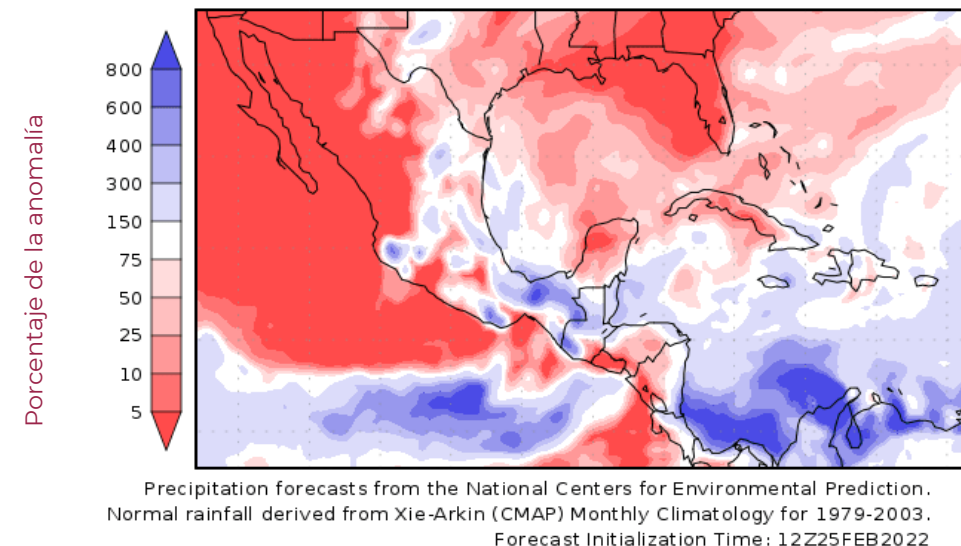 Porcentaje de la anomalía
800
600
400
300
150
75
50
25
10
5
Precipitation forecasts from the National Centers for Environmental Prediction.
Normal rainfall derived from Xie-Arkin (CMAP) Monthly Climatology for 1979-2003.
Forecast Initialization Time: 12Z25FEB2022